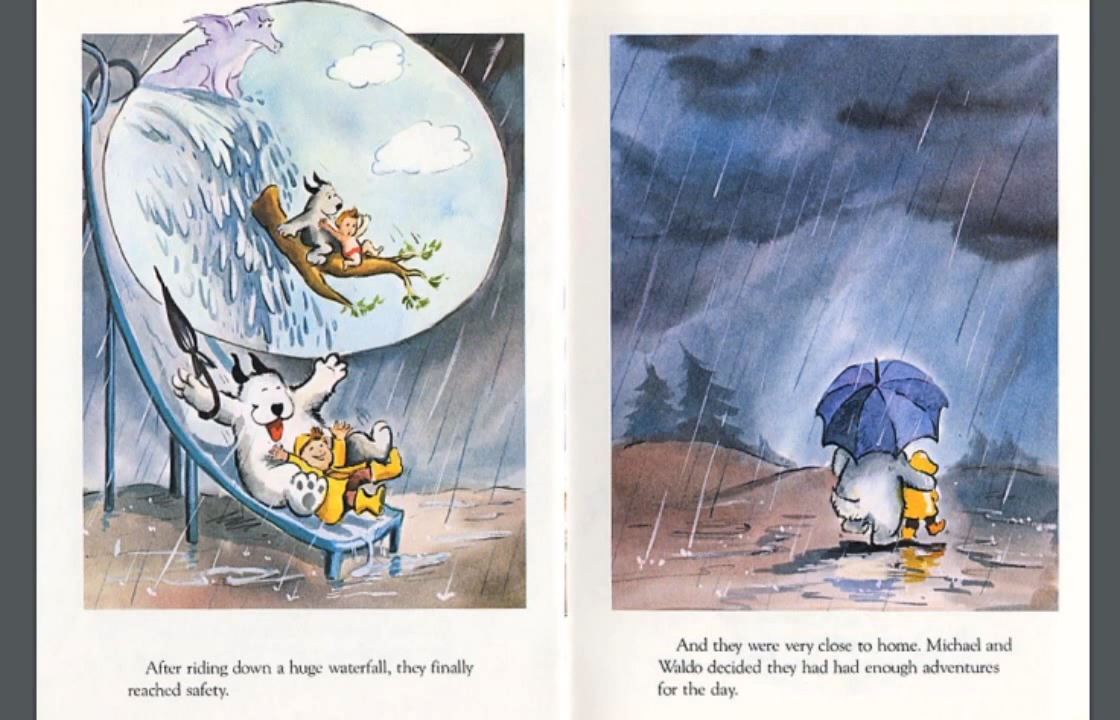 After riding down a huge waterfall, they finally
reached safety.
And they were very close to home. Michael and
Waldo decided they had had enough adventures
for the day.